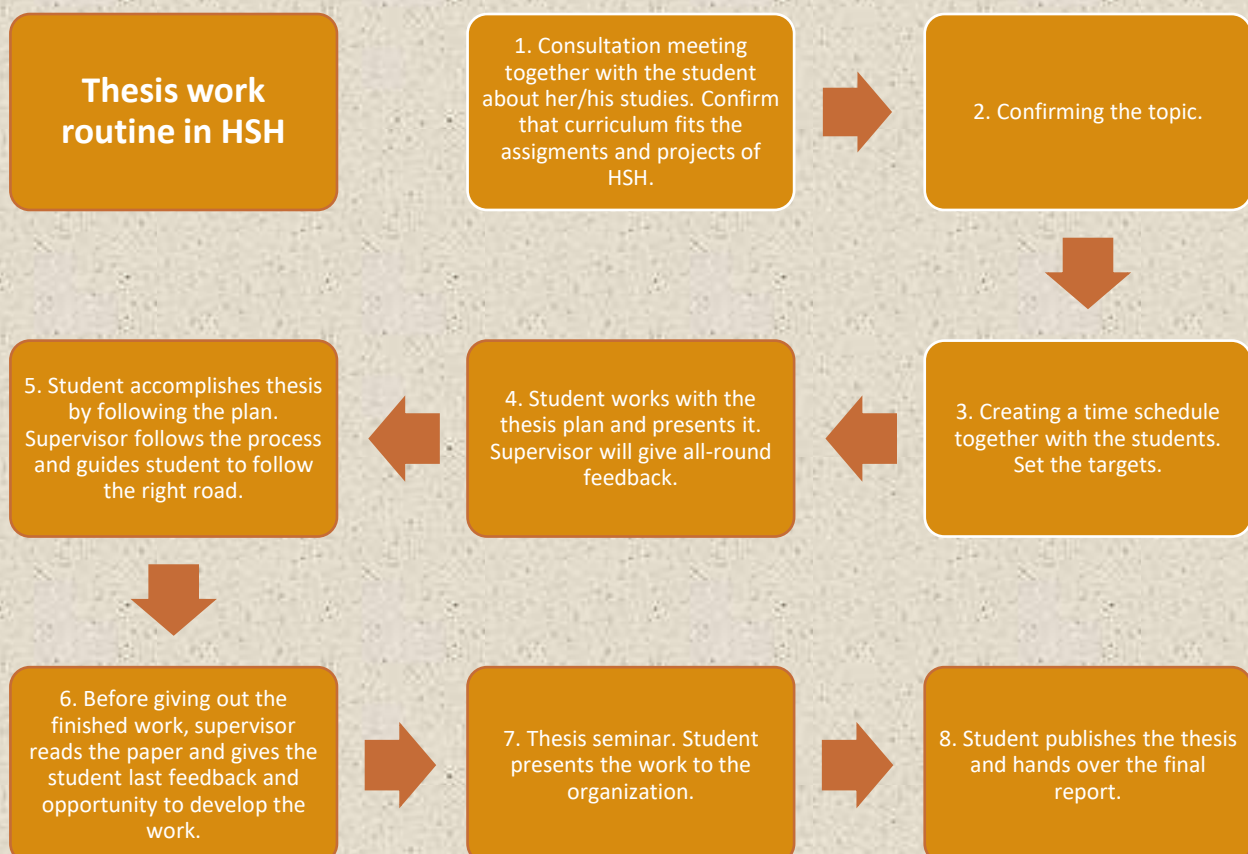 Thesis work
routine in HSH
1. Consultation meeting
together with the student
about her/his studies. Confirm
that curriculum fits the
assigments and projects of
HSH.
2. Confirming the topic.
3. Creating a time schedule
together with the students.
Set the targets.
4. Student works with the
thesis plan and presents it.
Supervisor will give all-round
feedback.
5. Student accomplishes thesis
by following the plan.
Supervisor follows the process
and guides student to follow
the right road.
6. Before giving out the
finished work, supervisor
reads the paper and gives the
student last feedback and
opportunity to develop the
work.
7. Thesis seminar. Student
presents the work to the
organization.
8. Student publishes the thesis
and hands over the final
report.